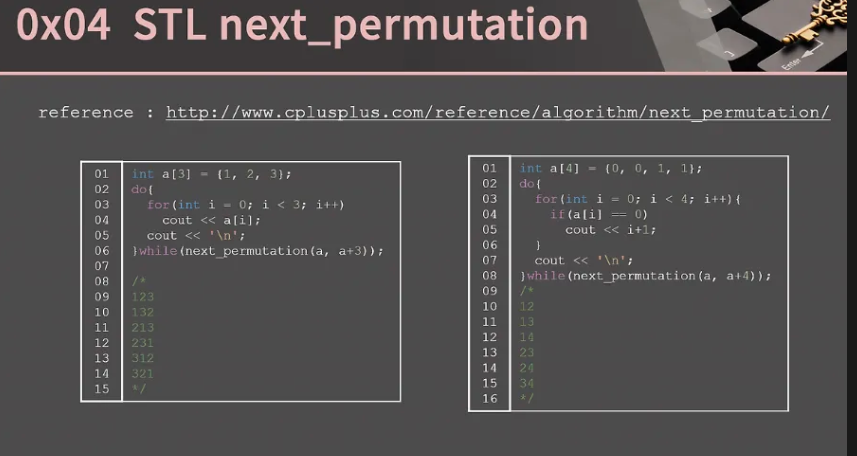 0x04 STL next_permutation
Enter
reference : http://www.cplusplus.com/reference/algorithm/next_permutation/
01 int a[3] = {1, 2, 3};
02 do{
03 for(int i = 0; i < 3; i++)
04 cout << a[i];
05 cout << '\n';
06 }while(next_permutation(a, a+3));
07
08 /*
09 123
10 132
11 213
12 231
13 312
14 321
15 */
01 int a[4] = {0, 0, 1, 1};
02 do{
03 for(int i = 0; i < 4; i++){
04 if(a[i] == 0)
05 cout << i+1;
06 }
07 cout << '\n';
08 }while(next_permutation(a, a+4));
09 /*
10 12
11 13
12 14
13 23
14 24
15 34
16 */